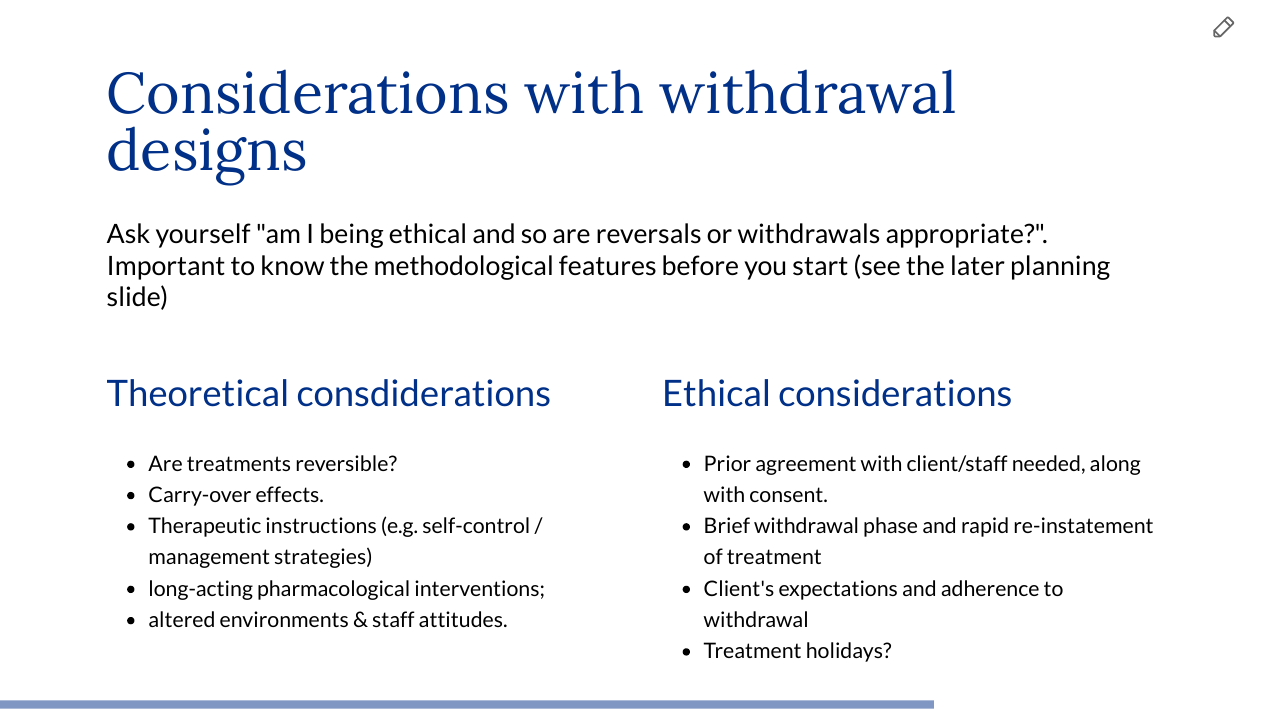 Considerations with withdrawal
designs
Ask yourself "am I being ethical and so are reversals or withdrawals appropriate?".
Important to know the methodological features before you start (see the later planning
slide)
Theoretical consdiderations
• Are treatments reversible?
• Carry-over effects.
• Therapeutic instructions (e.g. self-control /
management strategies)
• long-acting pharmacological interventions;
• altered environments & staff attitudes.
Ethical considerations
• Prior agreement with client/staff needed, along
with consent.
• Brief withdrawal phase and rapid re-instatement
of treatment
• Client's expectations and adherence to
withdrawal
• Treatment holidays?